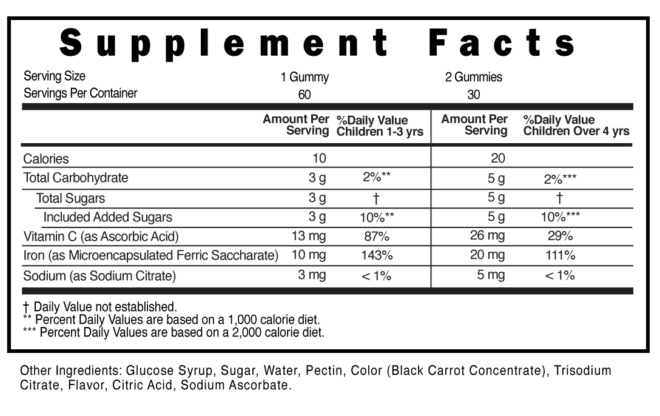 Supplement Facts
Serving Size 1 Gummy 2 Gummies
Servings Per Container 60 30
Amount Per %Daily Value Amount Per %Daily Value
Serving Children 1-3 yrs Serving Children Over 4 yrs
Calories 10 20
Total Carbohydrate 3 g 2%** 5 g 2%***
Total Sugars 3 g † 5 g †
Included Added Sugars 3 g 10%** 5 g 10%***
Vitamin C (as Ascorbic Acid) 13 mg 87% 26 mg 29%
Iron (as Microencapsulated Ferric Saccharate) 10 mg 143% 20 mg 111%
Sodium (as Sodium Citrate) 3 mg < 1% 5 mg < 1%
† Daily Value not established.
** Percent Daily Values are based on a 1,000 calorie diet.
*** Percent Daily Values are based on a 2,000 calorie diet.
Other Ingredients: Glucose Syrup, Sugar, Water, Pectin, Color (Black Carrot Concentrate), Trisodium
Citrate, Flavor, Citric Acid, Sodium Ascorbate.